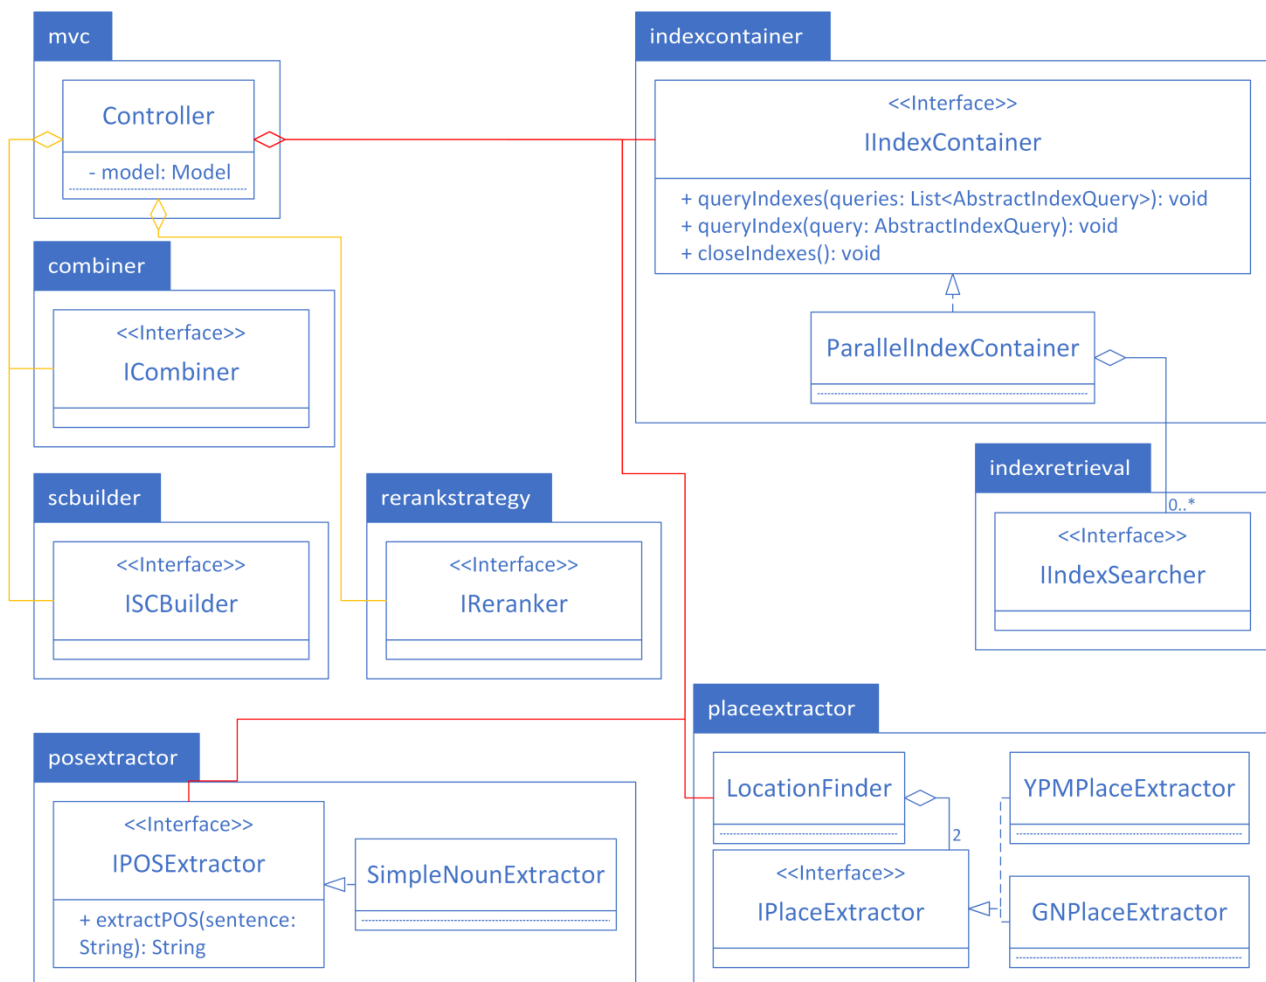 mvc
Controller
- model: Model
indexcontainer
<<Interface>>
IIndexContainer
+ queryIndexes(queries: List<AbstractIndexQuery>): void
+ queryIndex(query: AbstractIndexQuery): void
+ closeIndexes(): void
ParallelIndexContainer
combiner
<<Interface>>
ICombiner
scbuilder
<<Interface>>
ISCBuilder
rerankstrategy
<<Interface>>
IReranker
indexretrieval
0..*
<<Interface>>
IIndexSearcher
posextractor
<<Interface>>
IPOSExtractor
+ extractPOS(sentence:
String): String
SimpleNounExtractor
placeextractor
LocationFinder
2
<<Interface>>
IPlaceExtractor
YPMPlaceExtractor
GNPlaceExtractor